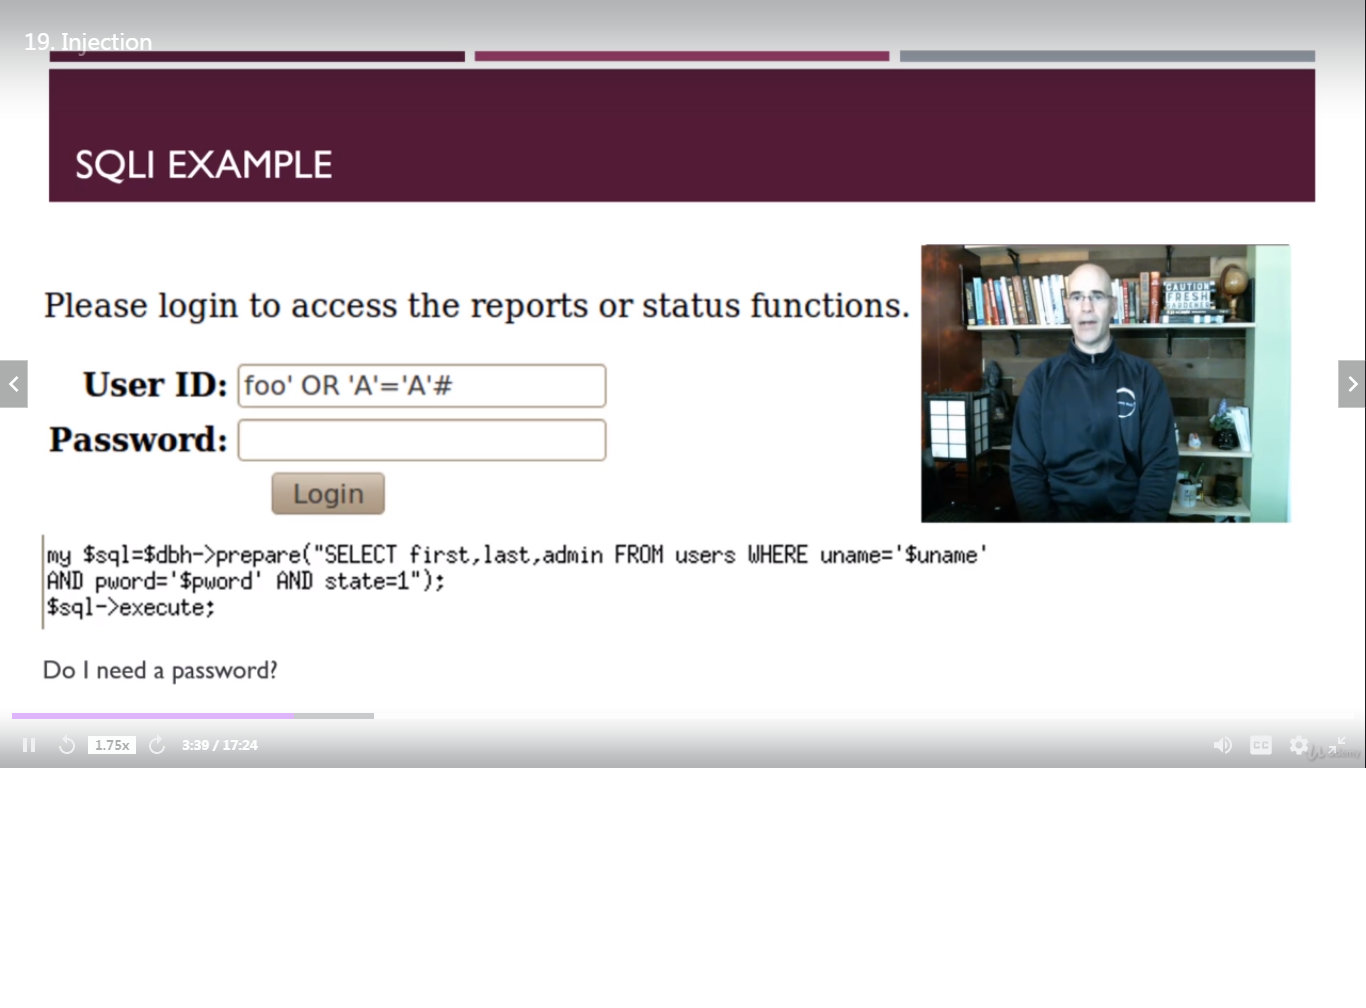 19. Injection
SQLI EXAMPLE
Please login to access the reports or status functions.
User ID: foo' OR 'A'='A'#
Password:
Login
CAUTION
FRESH
my $sql=$dbh->prepare("SELECT first,last,admin FROM users WHERE uname='$uname'
AND pword='$pword' AND state=1");
$sql->execute;
Do I need a password?
1.75x
3:39 / 17:24
CC
Udemy